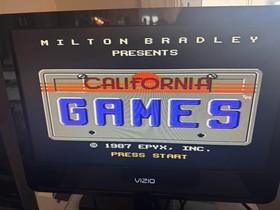 MILTON BRADLEY
PRESENTS
CALIFORNIA
GAMES
© 1987 EPYX, INC.
PRESS START
VIZIO